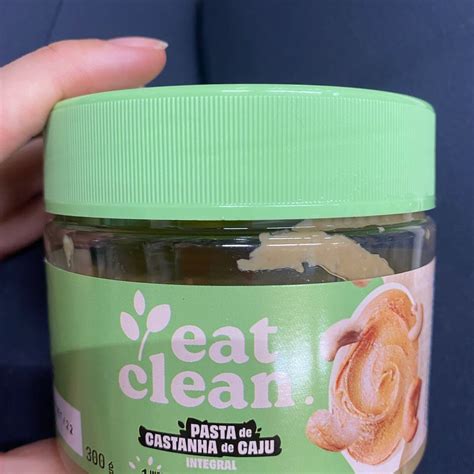 eat
clean.
PASTA de
CASTANHA de CAJU
INTEGRAL
300 g